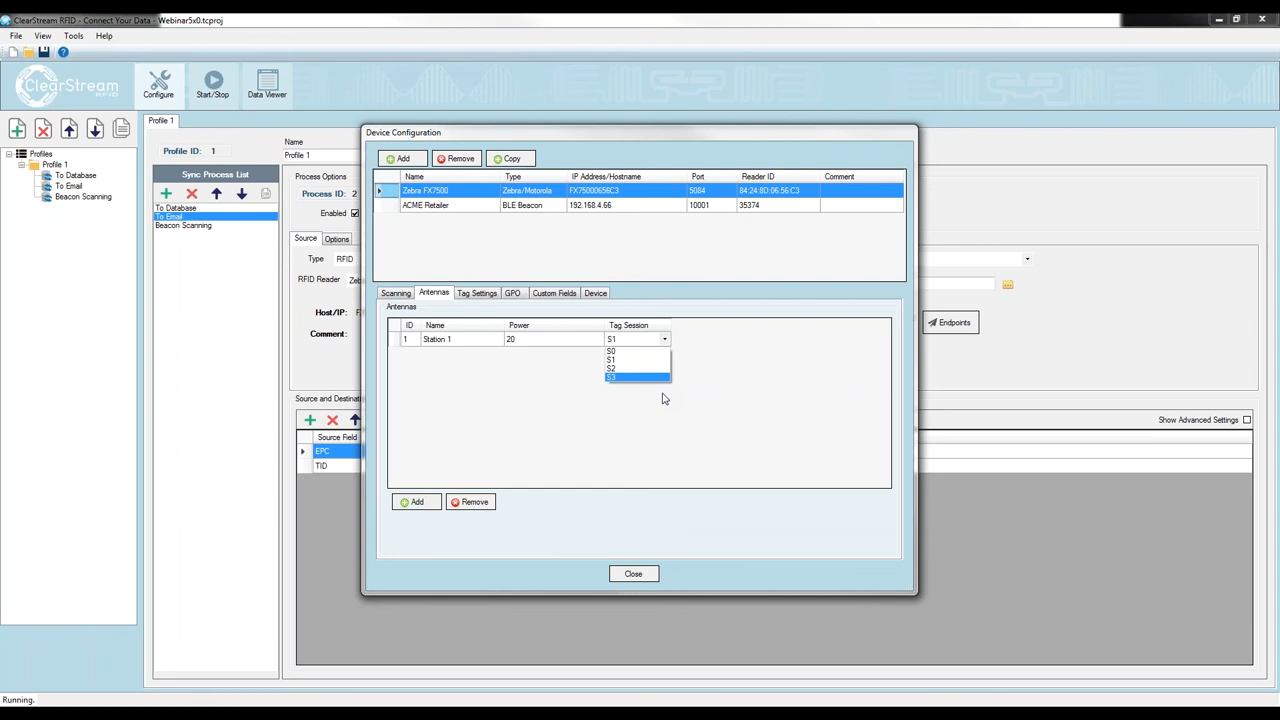 ClearStream RFID - Connect Your Data - Webinar5x0.tcproj
File View Tools Help
ClearStream
RFID
Configure Start/Stop Data Viewer
Profile 1
Profile ID: 1
Name
Profile 1
Profiles
Profile 1
To Database
To Email
Beacon Scanning
Sync Process List
To Database
To Email
Beacon Scanning
Process Options
Process ID: 2
Enabled
Source Options
Type RFID
RFID Reader
Host/IP:
Comment:
Endpoints
Show Advanced Settings
Source Field
EPC
TID
Device Configuration
Add Remove Copy
Name Type IP Address/Hostname Port Reader ID Comment
Zebra FX7500 Zebra/Motorola FX75000656C3 5084 84:24:8D:06:56:C3
ACME Retailer BLE Beacon 192.168.4.66 10001 35374
Scanning Antennas Tag Settings GPO Custom Fields Device
Antennas
ID Name Power Tag Session
1 Station 1 20 S1
S0
S1
S2
S3
Add Remove
Close
Running.